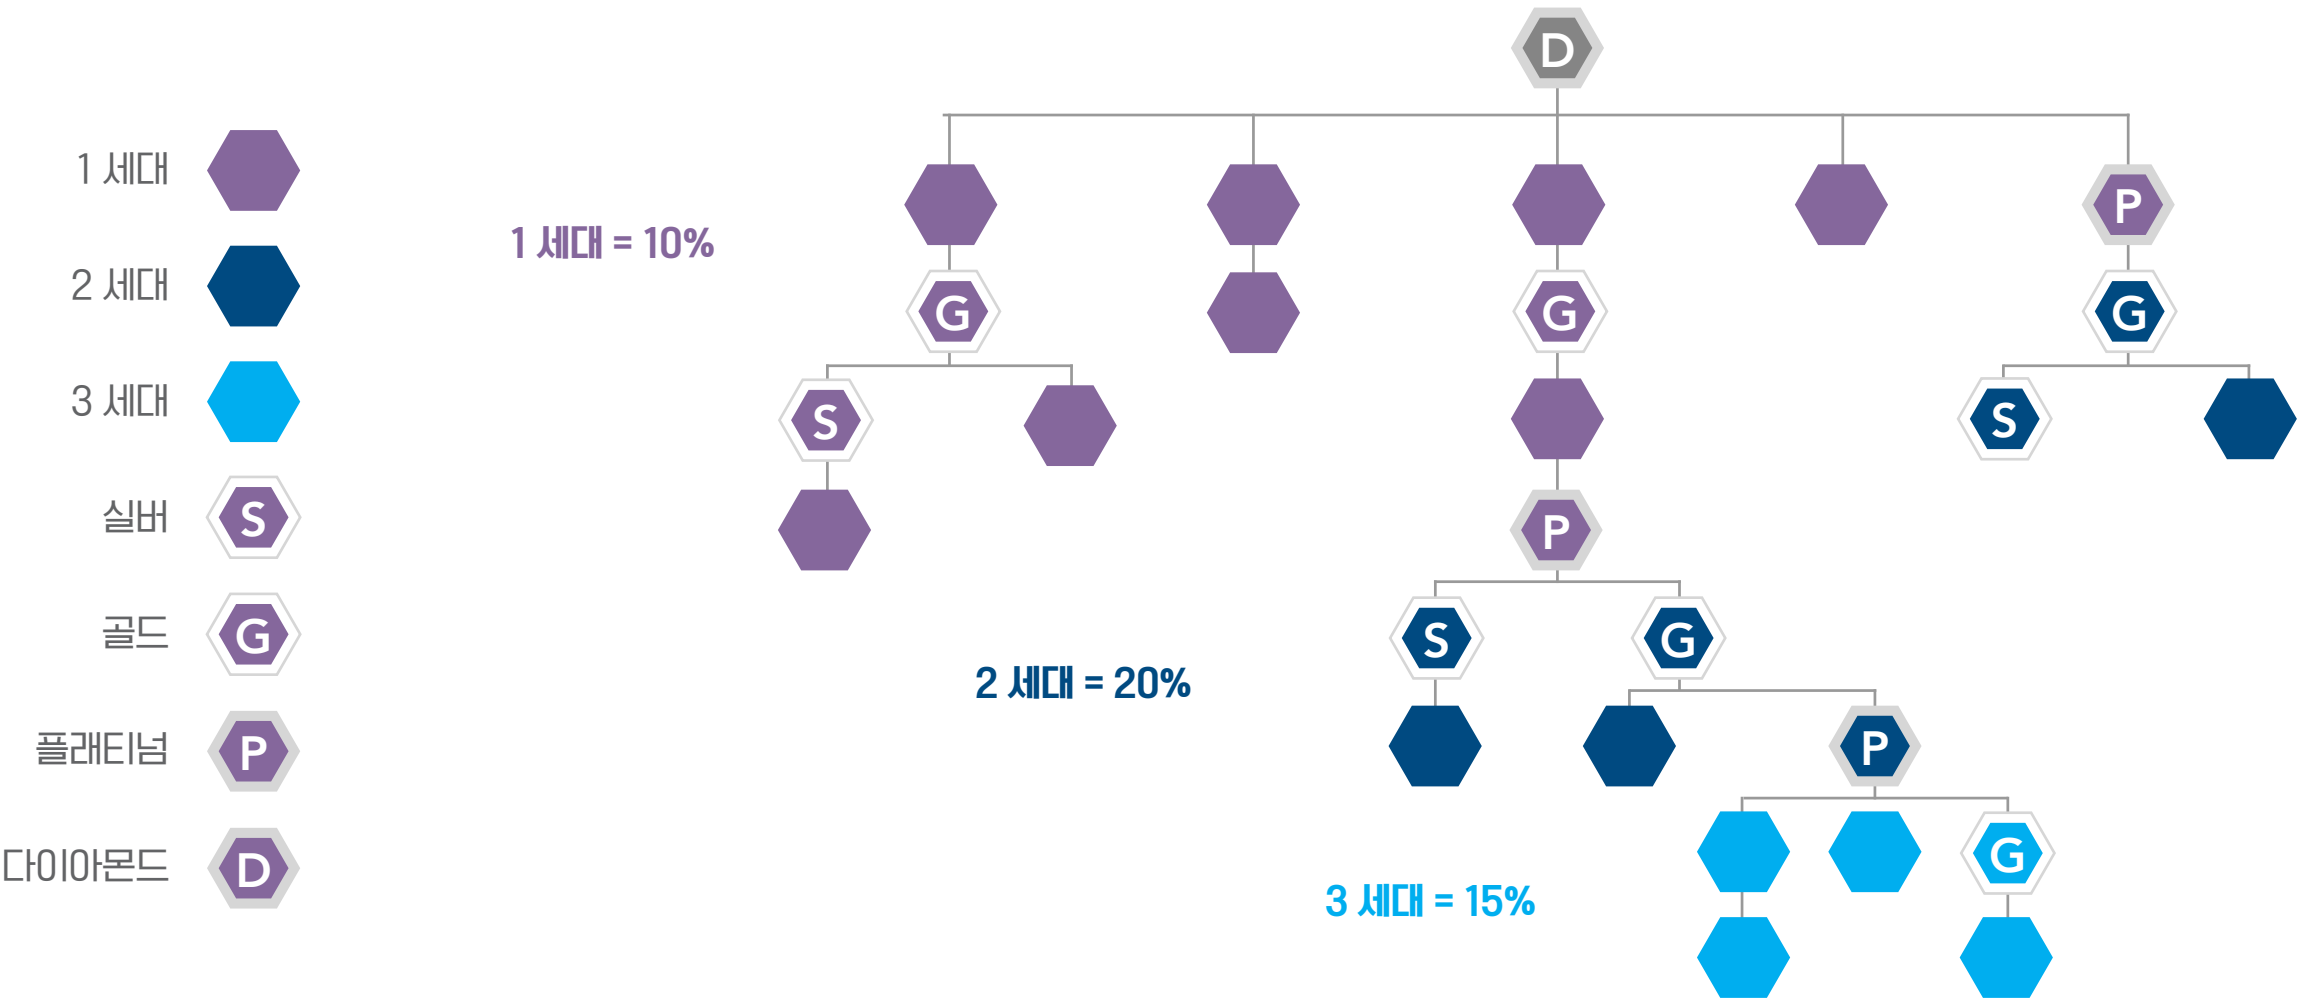 D
1 세대
P
1 세대 = 10%
2 세대
G
G
G
3 세대
S
S
실버
S
P
골드
G
S
G
2 세대 = 20%
플래티넘
P
P
다이아몬드
D
G
3 세대 = 15%